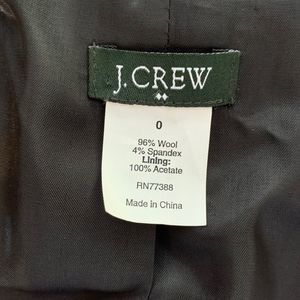 J.CREW
0
96% Wool
4% Spandex
Lining:
100% Acetate
RN77388
Made in China